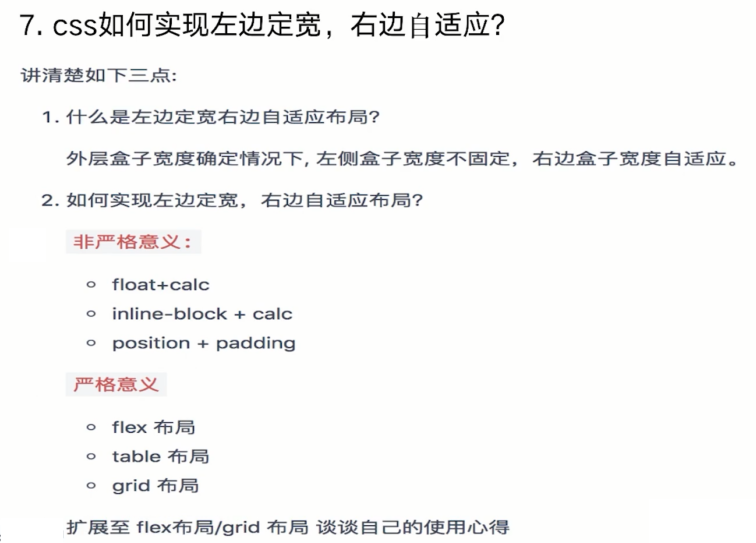 7. css如何实现左边定宽，右边自适应？
讲清楚如下三点:
1. 什么是左边定宽右边自适应布局?
外层盒子宽度确定情况下, 左侧盒子宽度不固定，右边盒子宽度自适应。
2. 如何实现左边定宽，右边自适应布局?
非严格意义：
float+calc
inline-block + calc
position + padding
严格意义
flex 布局
table 布局
grid 布局
扩展至 flex布局/grid 布局 谈谈自己的使用心得